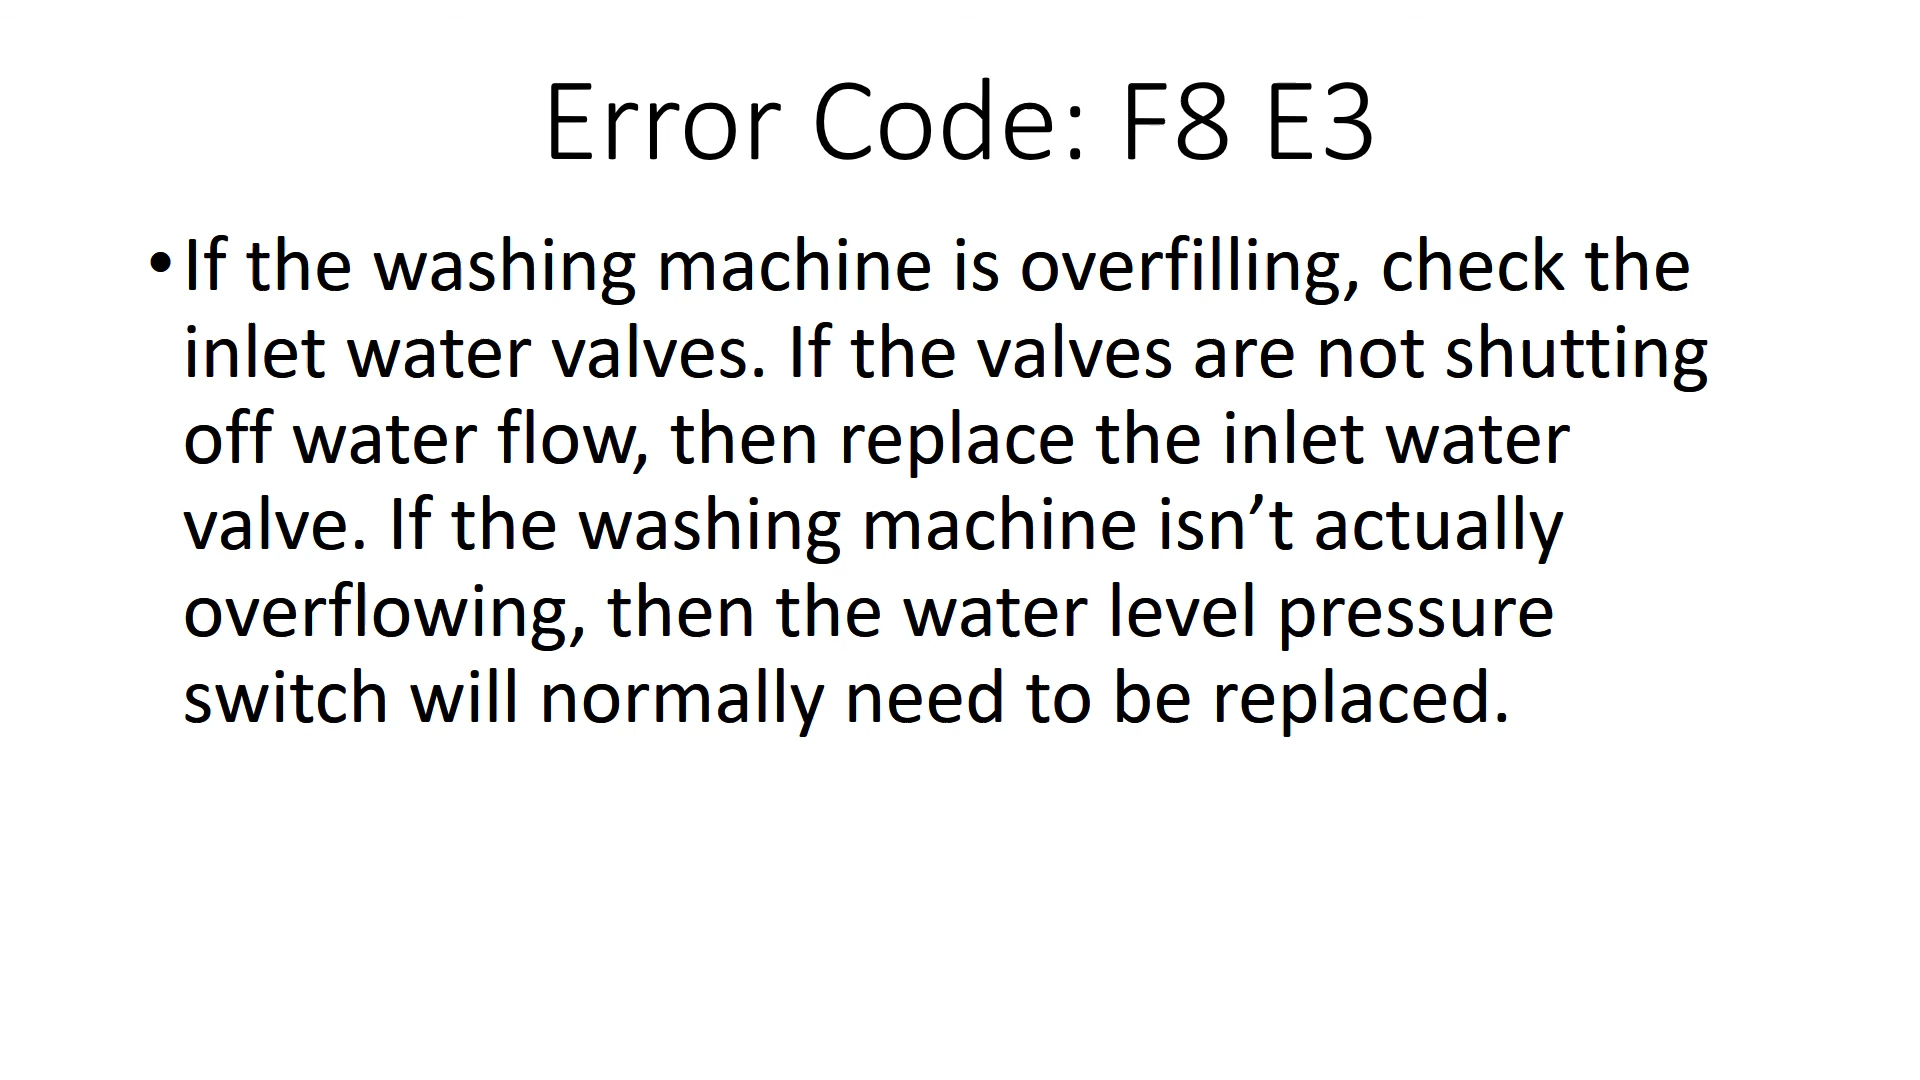 Error Code: F8 E3
•If the washing machine is overfilling, check the
inlet water valves. If the valves are not shutting
off water flow, then replace the inlet water
valve. If the washing machine isn’t actually
overflowing, then the water level pressure
switch will normally need to be replaced.